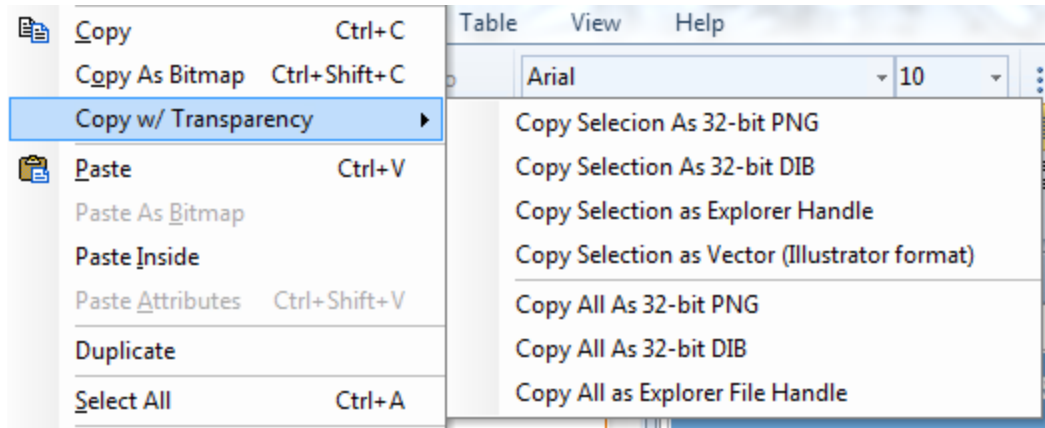 Copy Ctrl+C
Copy As Bitmap Ctrl+Shift+C
Copy w/ Transparency
Paste Ctrl+V
Paste As Bitmap
Paste Inside
Paste Attributes Ctrl+Shift+V
Duplicate
Select All Ctrl+A
Table View Help
Arial 10
Copy Selecion As 32-bit PNG
Copy Selection As 32-bit DIB
Copy Selection as Explorer Handle
Copy Selection as Vector (Illustrator format)
Copy All As 32-bit PNG
Copy All As 32-bit DIB
Copy All as Explorer File Handle